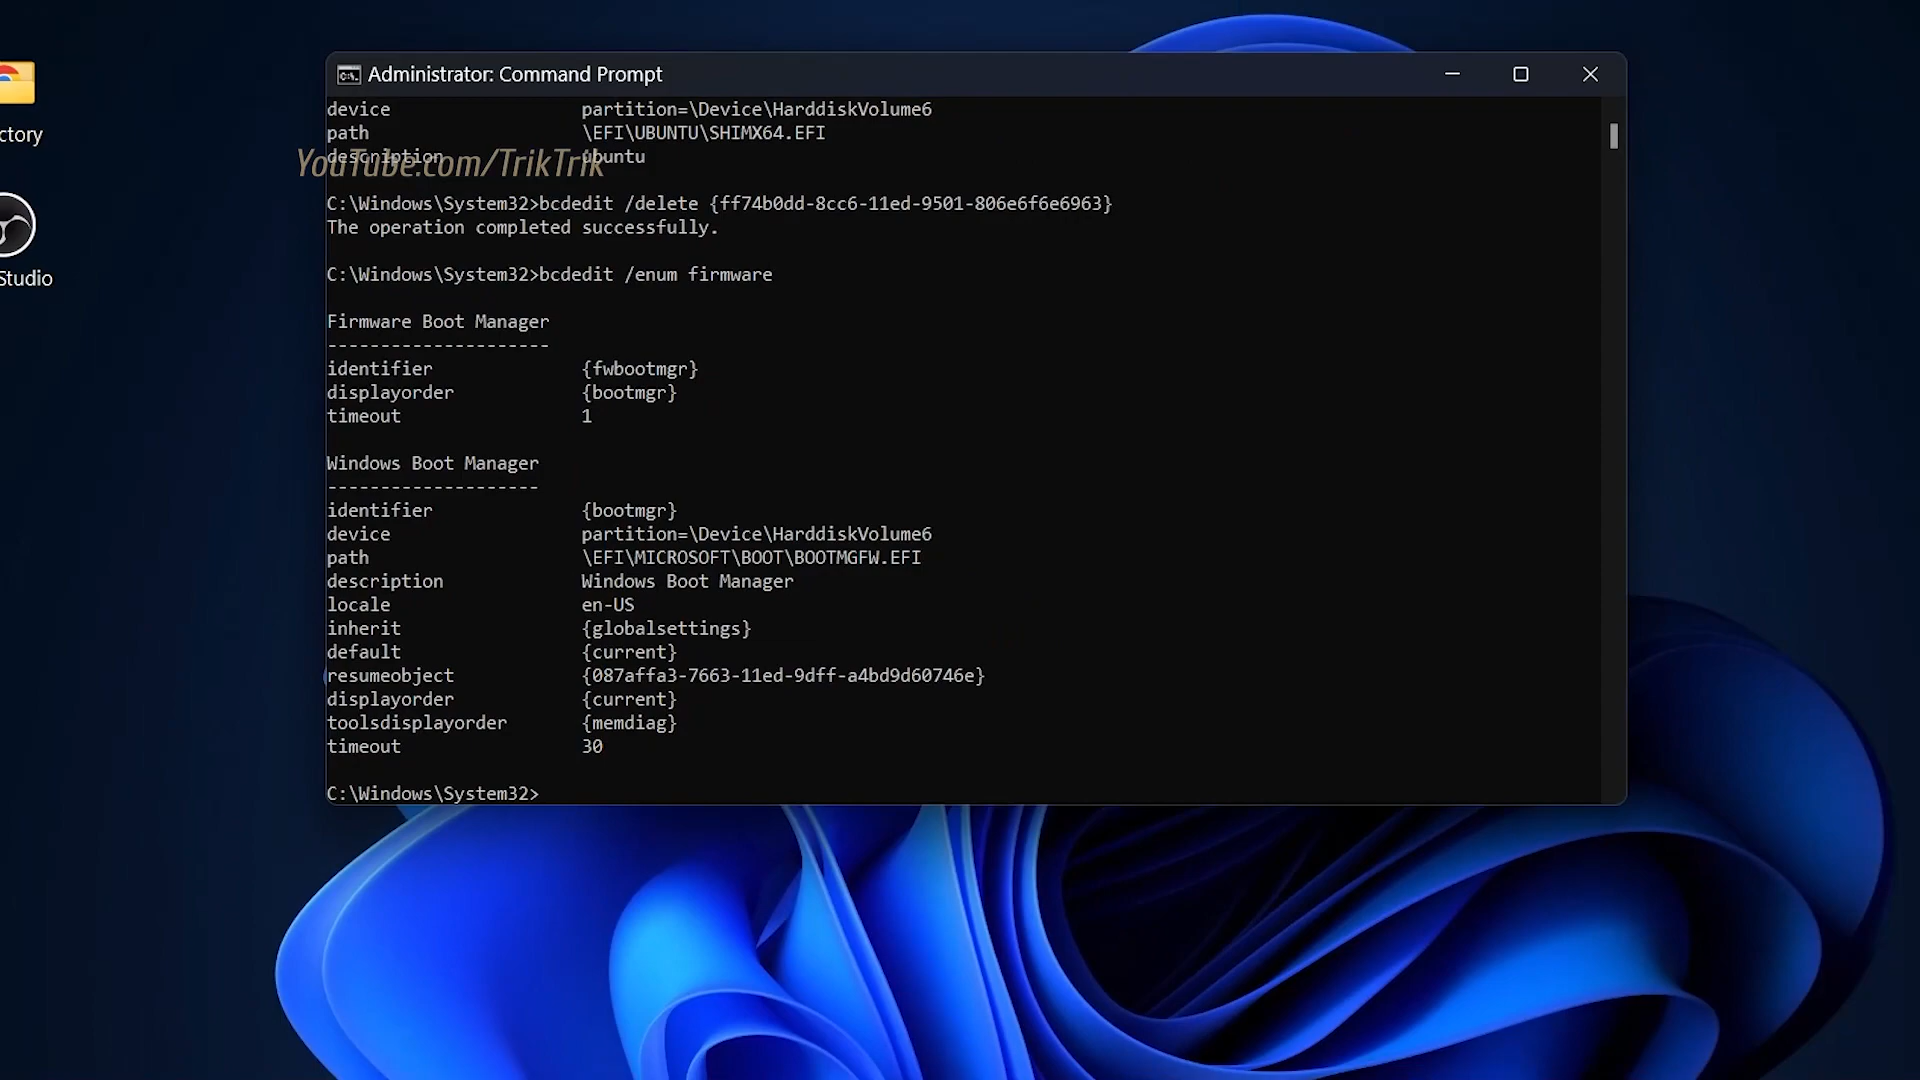 Administrator: Command Prompt
device partition=\Device\HarddiskVolume6
path \EFI\UBUNTU\SHIMX64.EFI
description ubuntu
YouTube.com/TrikTrik
C:\Windows\System32>bcdedit /delete {ff74b0dd-8cc6-11ed-9501-806e6f6e6963}
The operation completed successfully.
C:\Windows\System32>bcdedit /enum firmware
Firmware Boot Manager
---------------------
identifier {fwbootmgr}
displayorder {bootmgr}
timeout 1
Windows Boot Manager
--------------------
identifier {bootmgr}
device partition=\Device\HarddiskVolume6
path \EFI\MICROSOFT\BOOT\BOOTMGFW.EFI
description Windows Boot Manager
locale en-US
inherit {globalsettings}
default {current}
resumeobject {087affa3-7663-11ed-9dff-a4bd9d60746e}
displayorder {current}
toolsdisplayorder {memdiag}
timeout 30
C:\Windows\System32>
ctory
Studio